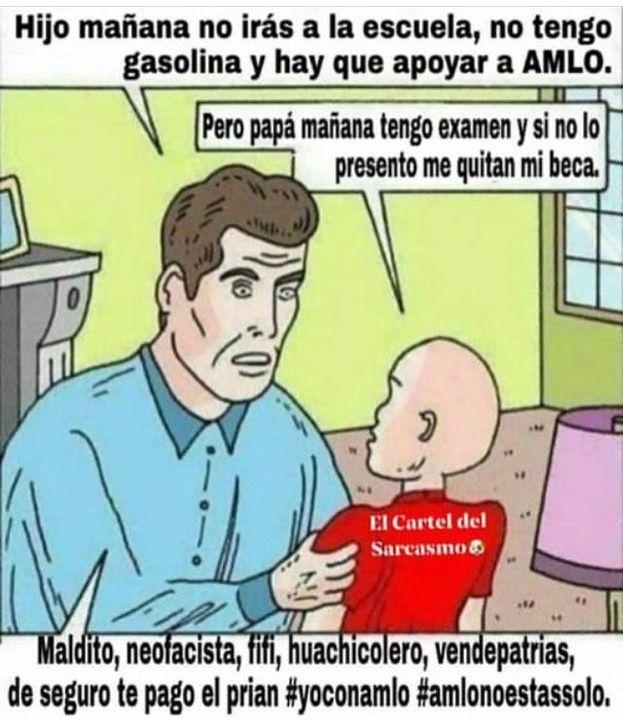 Hijo mañana no irás a la escuela, no tengo
gasolina y hay que apoyar a AMLO.
Pero papá mañana tengo examen y si no lo
presento me quitan mi beca.
El Cartel del
Sarcasmo
Maldito, neofacista, fifi, huachicolero, vendepatrias,
de seguro te pago el prian #yoconamlo #amlonoestassolo.